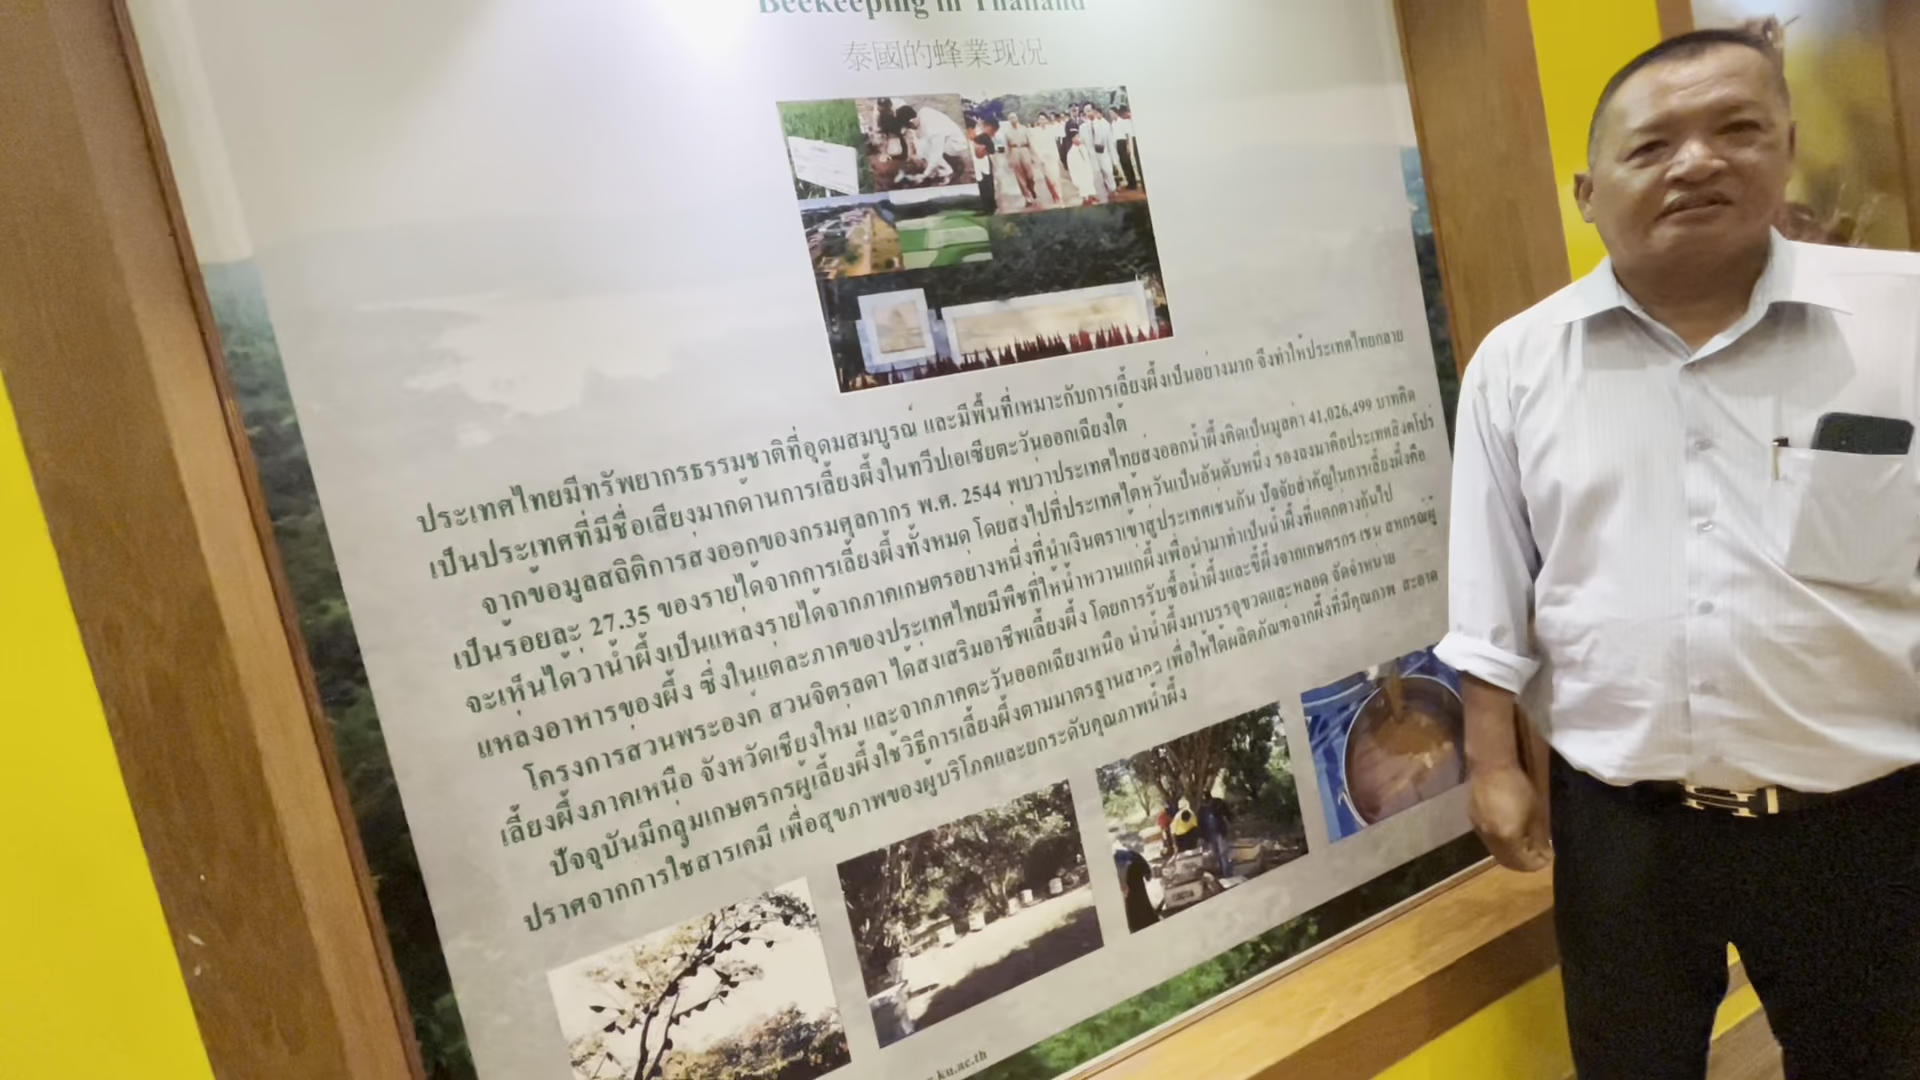 Beekeeping in Thailand
泰國的蜂業现况
ประเทศไทยมีทรัพยากรธรรมชาติที่อุดมสมบูรณ์ และมีพื้นที่เหมาะกับการเลี้ยงผึ้งเป็นอย่างมาก จึงทำให้ประเทศไทยกลาย
เป็นประเทศที่มีชื่อเสียงมากด้านการเลี้ยงผึ้งในทวีปเอเชียตะวันออกเฉียงใต้
จากข้อมูลสถิติการส่งออกของกรมศุลกากร พ.ศ. 2544 พบว่าประเทศไทยส่งออกน้ำผึ้งคิดเป็นมูลค่า 41,026,499 บาทคิด
เป็นร้อยละ 27.35 ของรายได้จากการเลี้ยงผึ้งทั้งหมด โดยส่งไปที่ประเทศไต้หวันเป็นอันดับหนึ่ง รองลงมาคือประเทศสิงคโปร์
จะเห็นได้ว่าน้ำผึ้งเป็นแหล่งรายได้จากภาคเกษตรอย่างหนึ่งที่นำเงินตราเข้าสู่ประเทศเช่นกัน ปัจจัยสำคัญในการเลี้ยงผึ้งคือ
แหล่งอาหารของผึ้ง ซึ่งในแต่ละภาคของประเทศไทยมีพืชที่ให้น้ำหวานแก่ผึ้งเพื่อนำมาทำเป็นน้ำผึ้งที่แตกต่างกันไป
โครงการส่วนพระองค์ สวนจิตรลดา ได้ส่งเสริมอาชีพเลี้ยงผึ้ง โดยการรับซื้อน้ำผึ้งและขี้ผึ้งจากเกษตรกร เช่น สหกรณ์ผู้
เลี้ยงผึ้งภาคเหนือ จังหวัดเชียงใหม่ และจากภาคตะวันออกเฉียงเหนือ นำน้ำผึ้งมาบรรจุขวดและหลอด จัดจำหน่าย
ปัจจุบันมีกลุ่มเกษตรกรผู้เลี้ยงผึ้งใช้วิธีการเลี้ยงผึ้งตามมาตรฐานสากล เพื่อให้ได้ผลิตภัณฑ์จากผึ้งที่มีคุณภาพ สะอาด
ปราศจากการใช้สารเคมี เพื่อสุขภาพของผู้บริโภคและยกระดับคุณภาพน้ำผึ้ง
.ku.ac.th